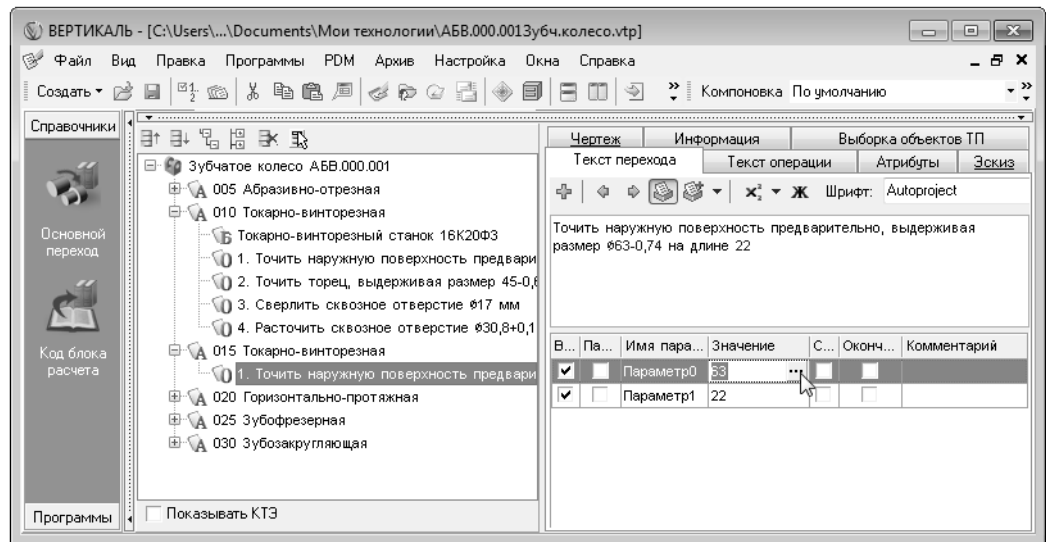 ВЕРТИКАЛЬ - [C:\Users\...\Documents\Мои технологии\АБВ.000.001Зубч.колесо.vtp]
Файл Вид Правка Программы PDM Архив Настройка Окна Справка
Создать Компоновка По умолчанию
Справочники
Основной переход
Код блока расчета
Программы
Зубчатое колесо АБВ.000.001
005 Абразивно-отрезная
010 Токарно-винторезная
Токарно-винторезный станок 16К20Ф3
1. Точить наружную поверхность предвари
2. Точить торец, выдерживая размер 45-0,6
3. Сверлить сквозное отверстие ø17 мм
4. Расточить сквозное отверстие ø30,8+0,1
015 Токарно-винторезная
1. Точить наружную поверхность предвари
020 Горизонтально-протяжная
025 Зубофрезерная
030 Зубозакругляющая
Показывать КТЭ
Чертеж Информация Выборка объектов ТП
Текст перехода Текст операции Атрибуты Эскиз
x² Ж Шрифт: Autoproject
Точить наружную поверхность предварительно, выдерживая
размер ø63-0,74 на длине 22
В... Па... Имя пара... Значение С... Оконч... Комментарий
Параметр0 63 ...
Параметр1 22